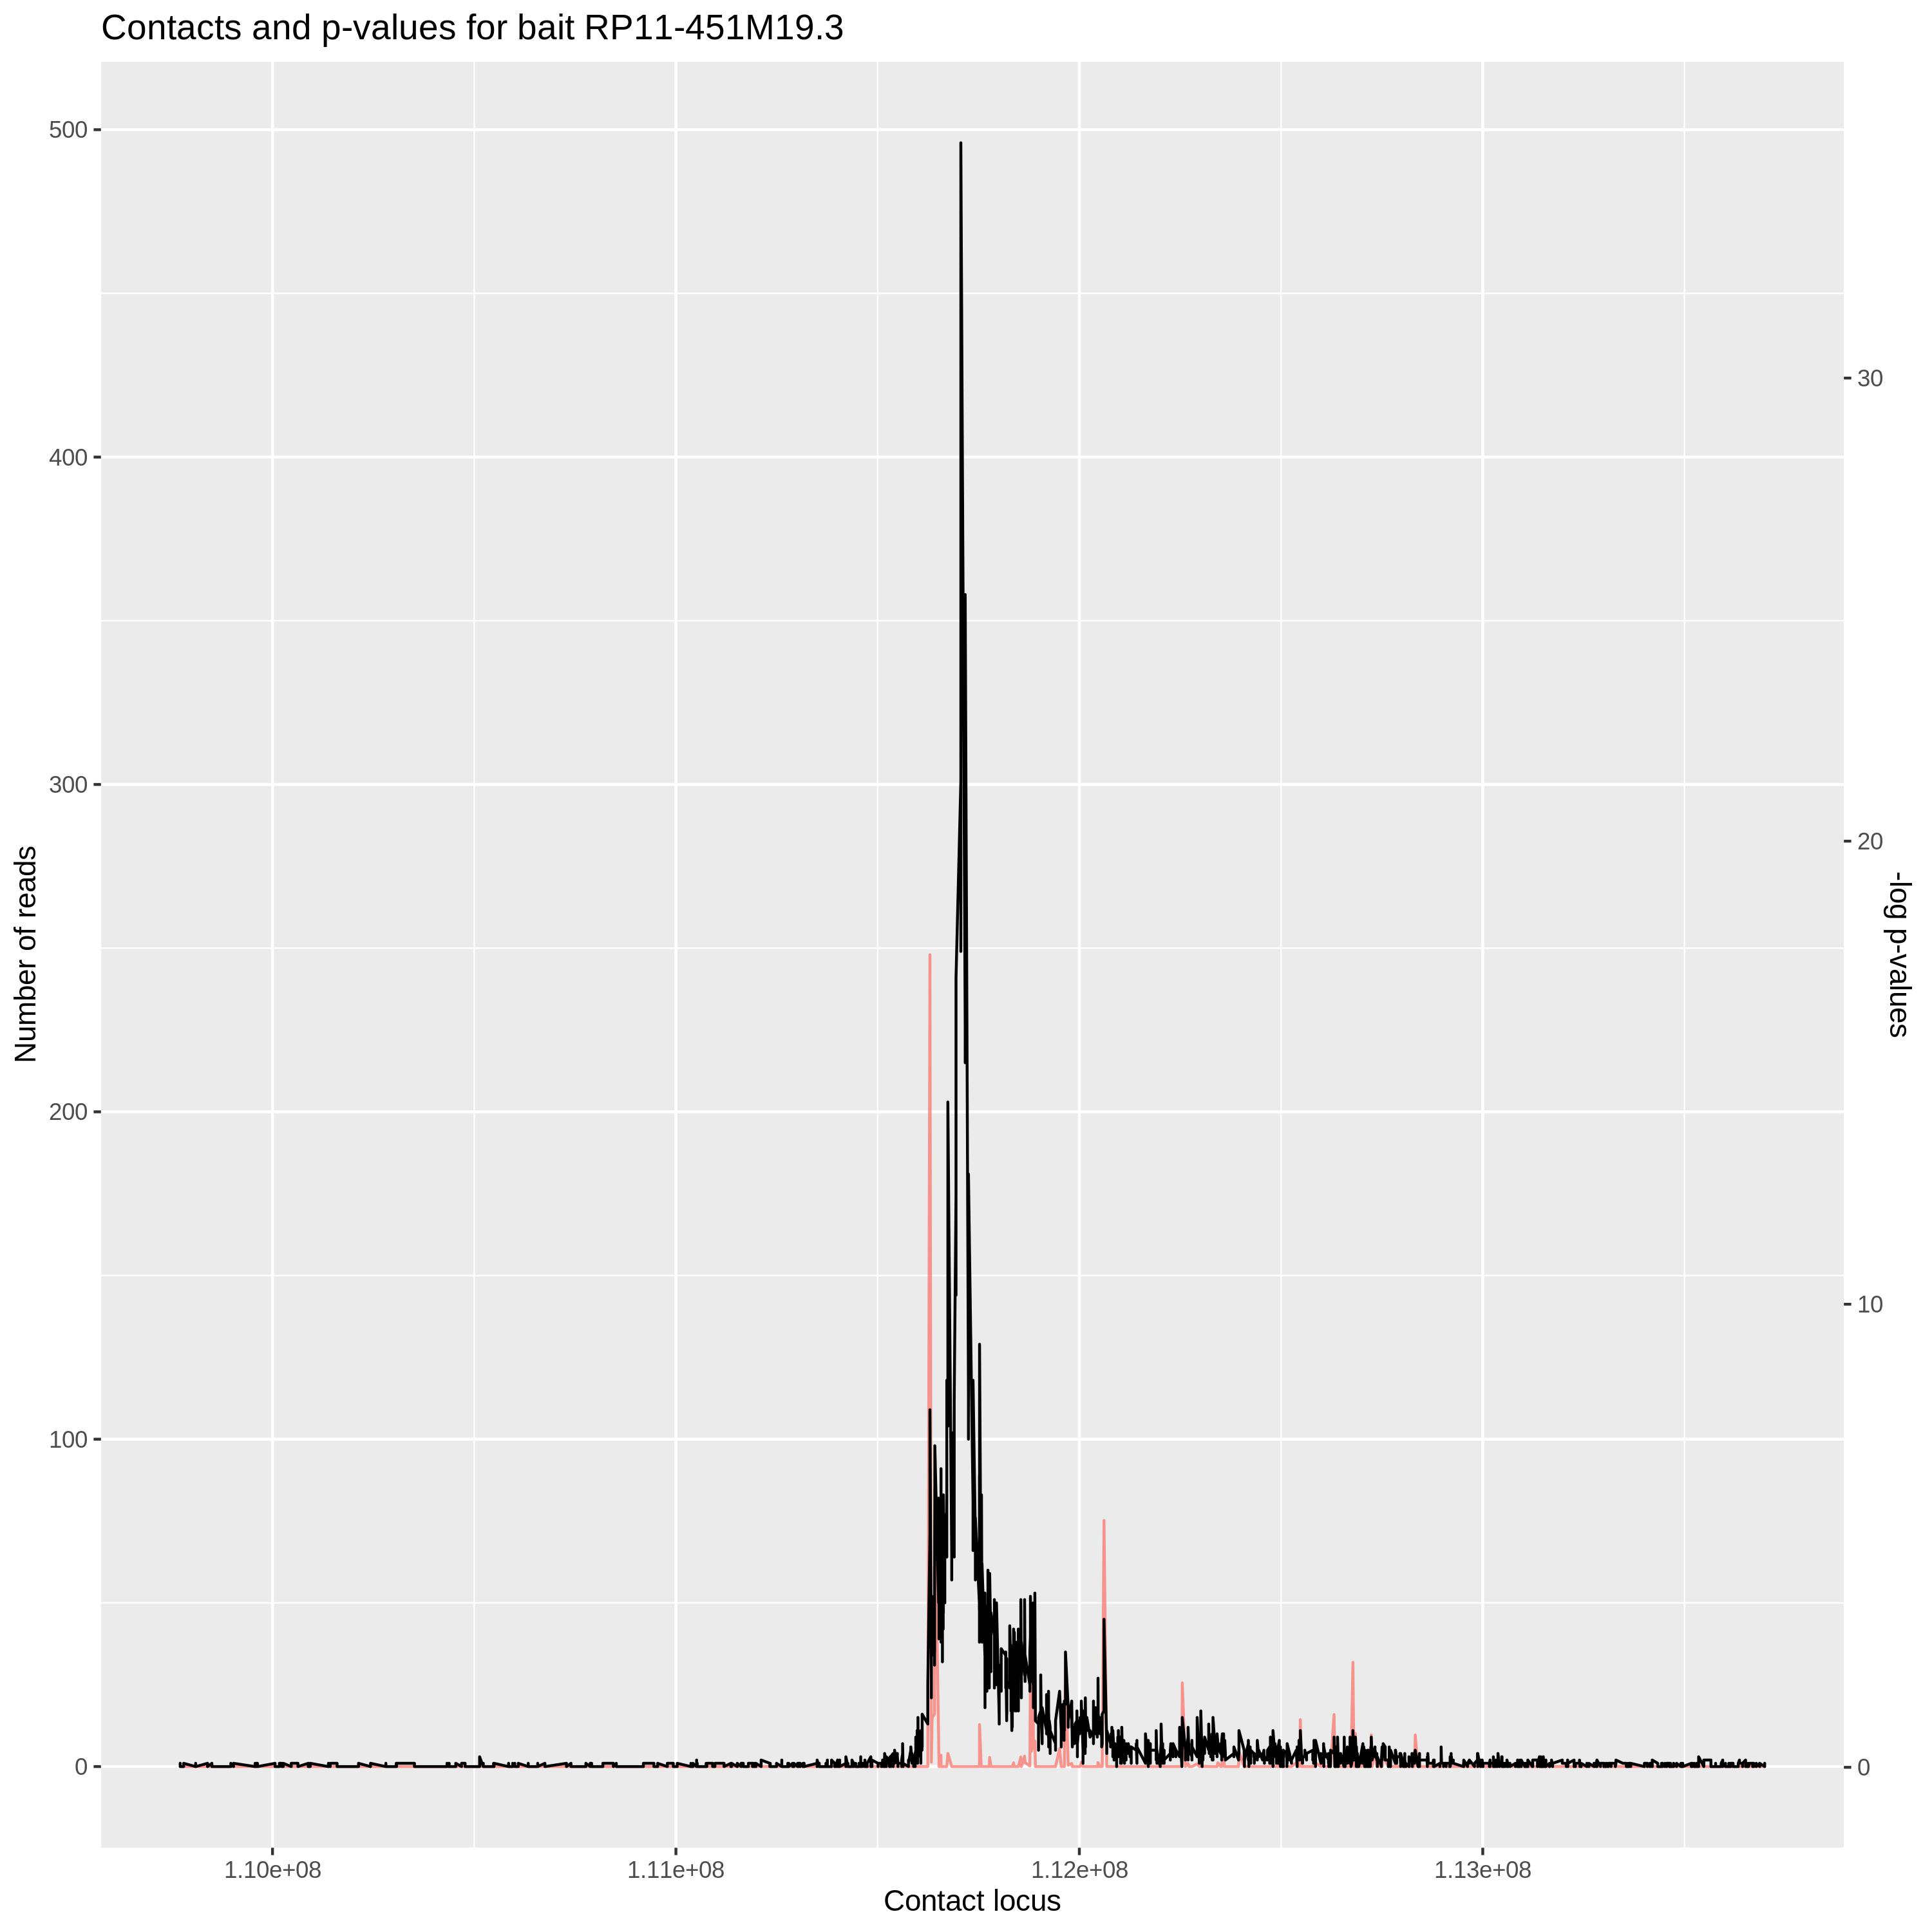 Contacts and p-values for bait RP11-451M19.3
500
400
300
200
100
0
Number of reads
30
20
10
0
-log p-values
1.10e+08
1.11e+08
1.12e+08
1.13e+08
Contact locus